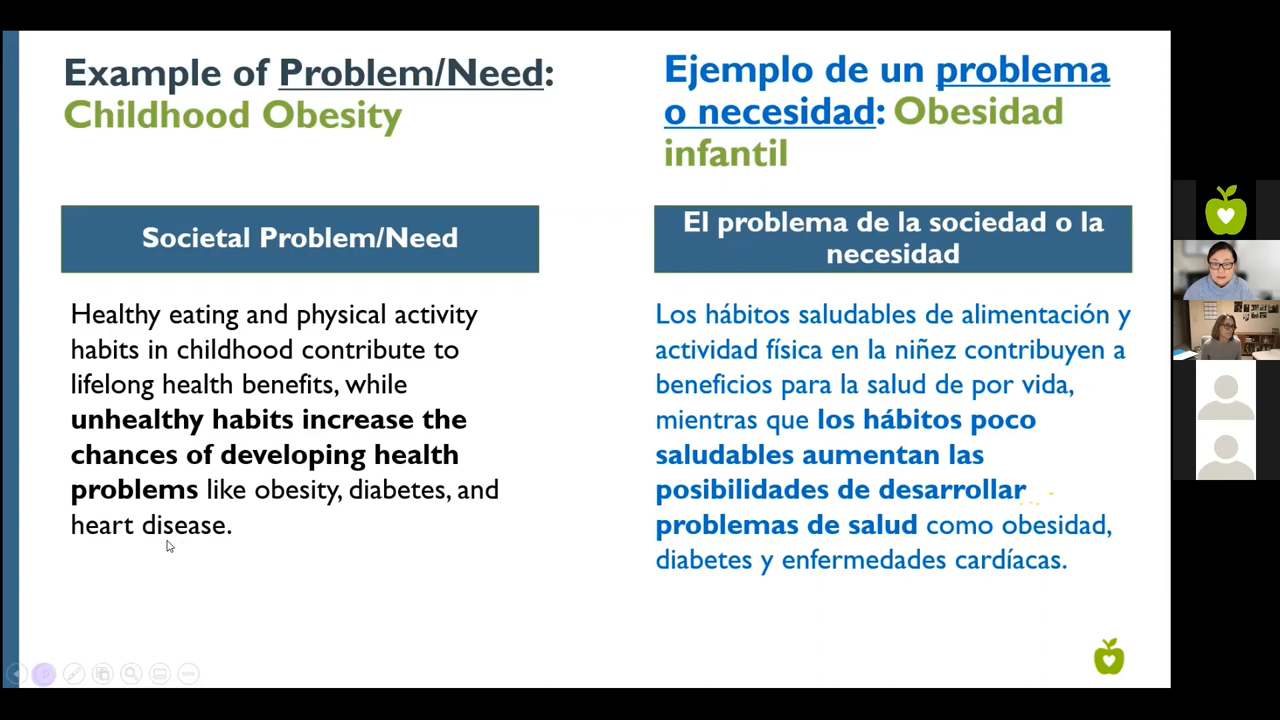 Example of Problem/Need:
Childhood Obesity
Societal Problem/Need
Healthy eating and physical activity
habits in childhood contribute to
lifelong health benefits, while
unhealthy habits increase the
chances of developing health
problems like obesity, diabetes, and
heart disease.
Ejemplo de un problema
o necesidad: Obesidad
infantil
El problema de la sociedad o la
necesidad
Los hábitos saludables de alimentación y
actividad física en la niñez contribuyen a
beneficios para la salud de por vida,
mientras que los hábitos poco
saludables aumentan las
posibilidades de desarrollar
problemas de salud como obesidad,
diabetes y enfermedades cardíacas.